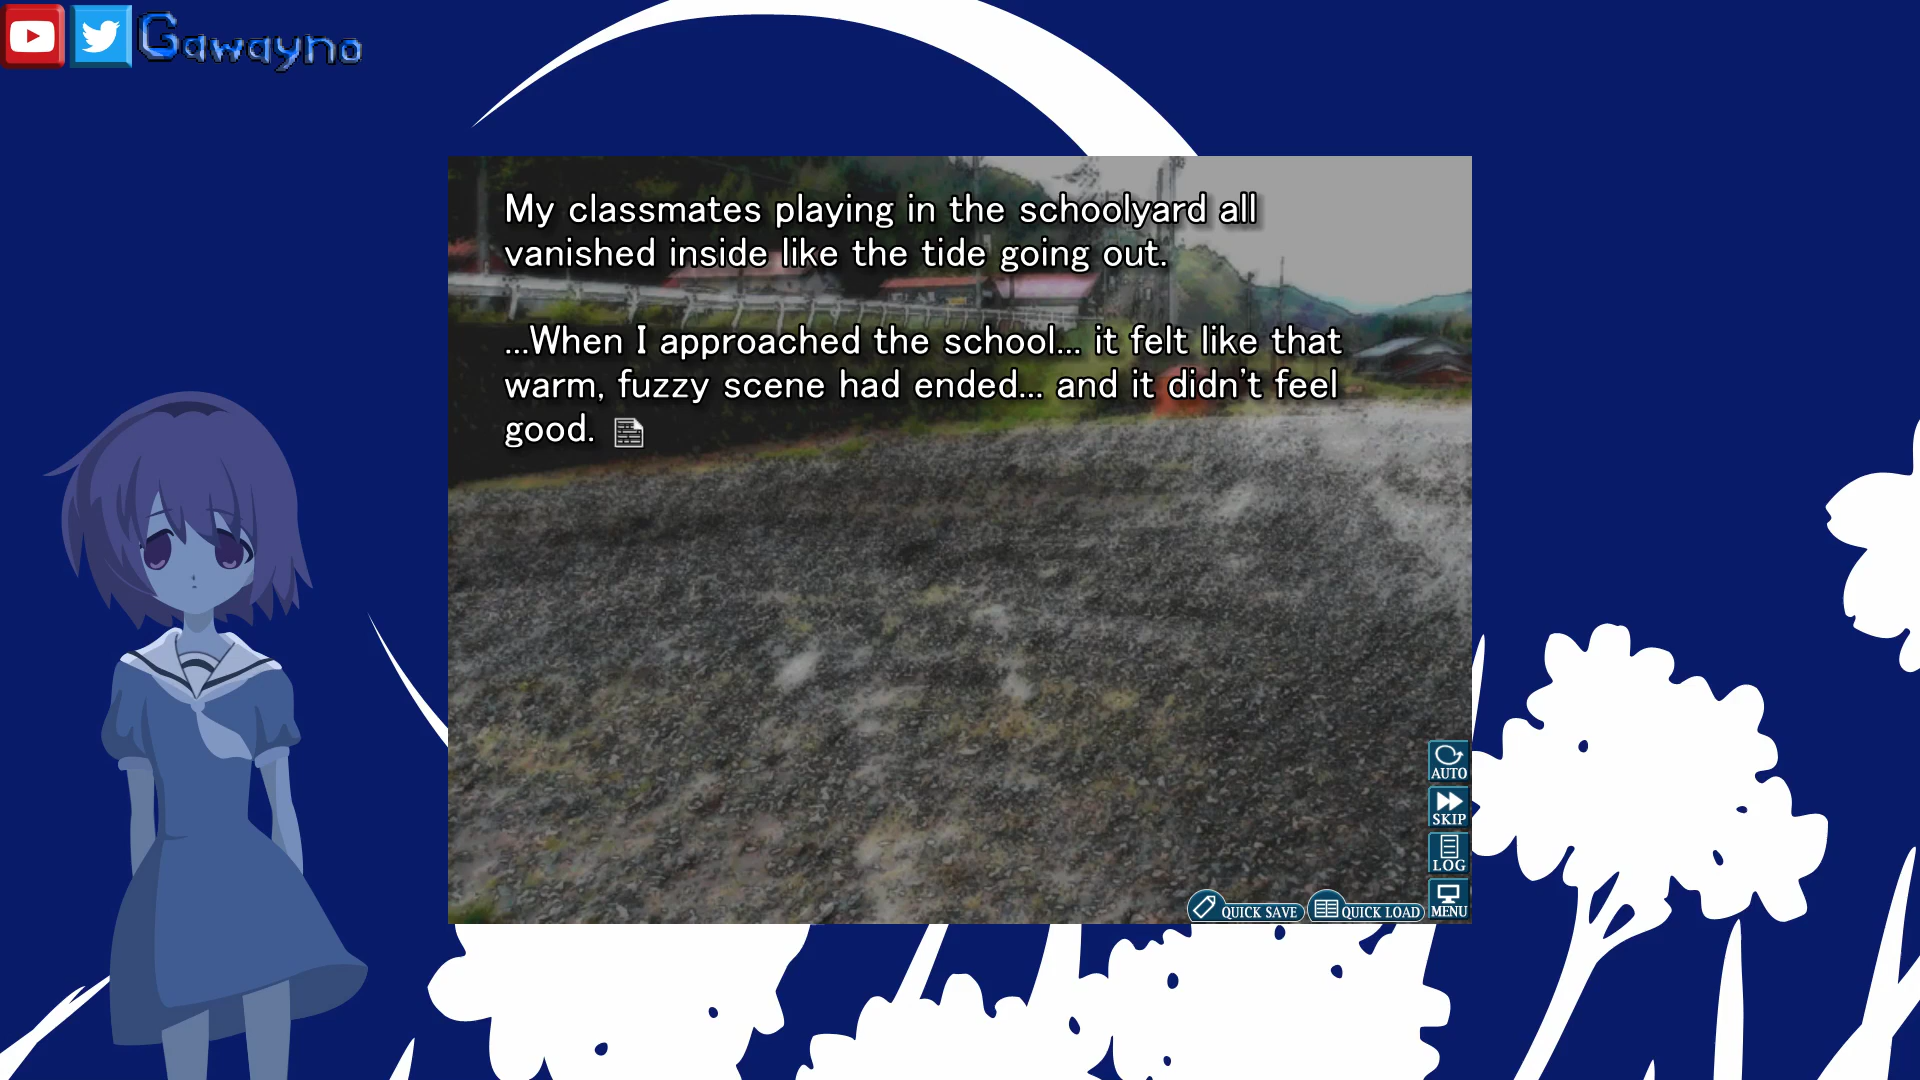 Gawayno
My classmates playing in the schoolyard all
vanished inside like the tide going out.
...When I approached the school... it felt like that
warm, fuzzy scene had ended... and it didn't feel
good.
AUTO
SKIP
LOG
MENU
QUICK SAVE
QUICK LOAD